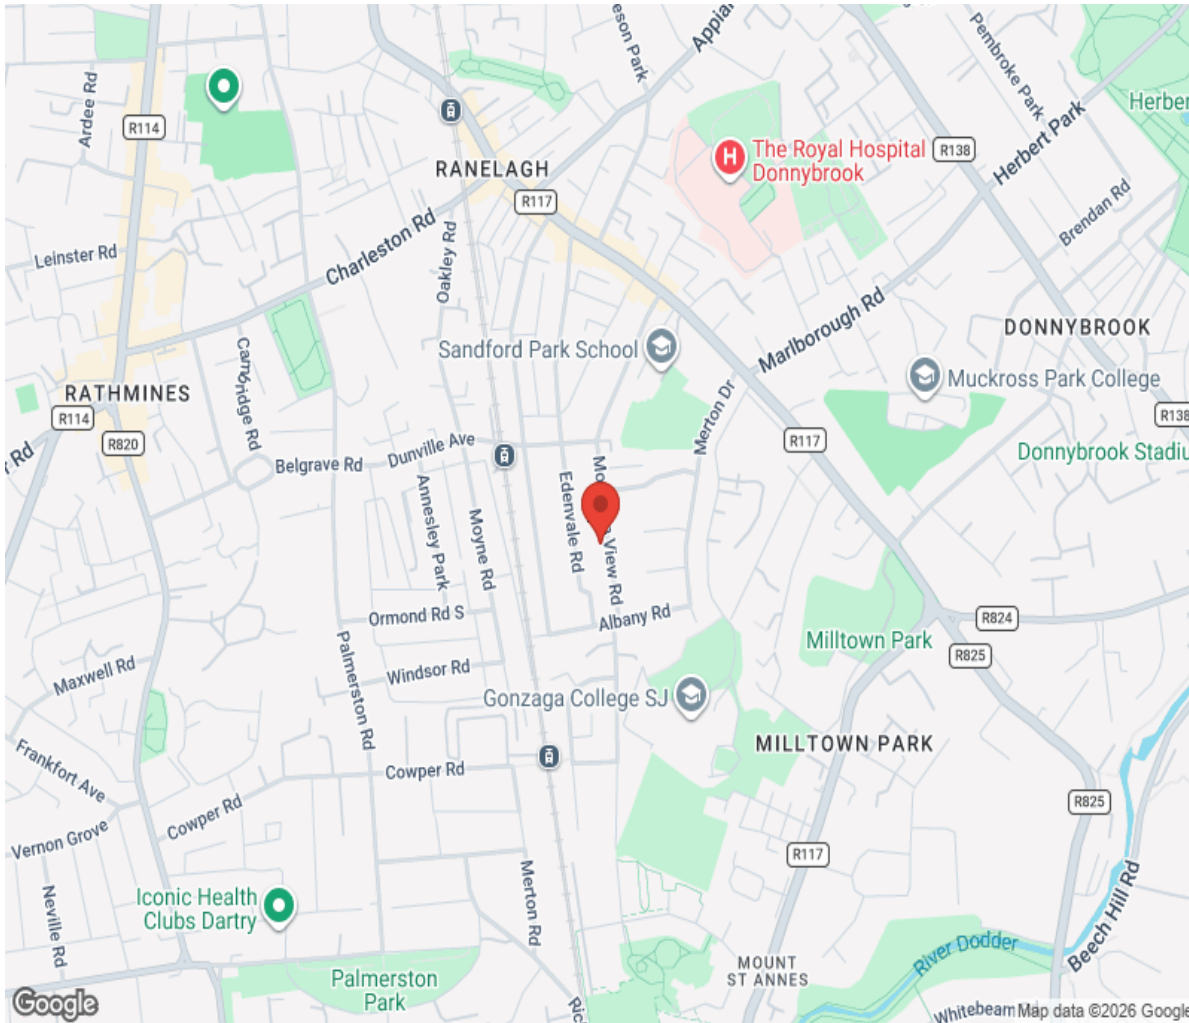 eson Park
Appian
Pembroke Park
Ardee Rd
R114
Herber
Herbert Park
R138
The Royal Hospital
Donnybrook
RANELAGH
R117
Brendan Rd
Leinster Rd
Charleston Rd
Oakley Rd
Marlborough Rd
DONNYBROOK
Sandford Park School
Muckross Park College
Cambridge Rd
RATHMINES
R114
R820
Merton Dr
R117
R138
Rd
Belgrave Rd
Dunville Ave
Donnybrook Stadiu
Annesley Park
Moyne Rd
Edenvale Rd
Mo
View Rd
Ormond Rd S
Albany Rd
R824
Milltown Park
R825
Maxwell Rd
Palmerston Rd
Windsor Rd
Gonzaga College SJ
MILLTOWN PARK
Frankfort Ave
Cowper Rd
Cowper Rd
R825
Vernon Grove
R117
Neville Rd
Iconic Health
Clubs Dartry
Merton Rd
Beech Hill Rd
River Dodder
Palmerston
Park
MOUNT
ST ANNES
Ric
Whitebeam
Google
Map data ©2026 Google